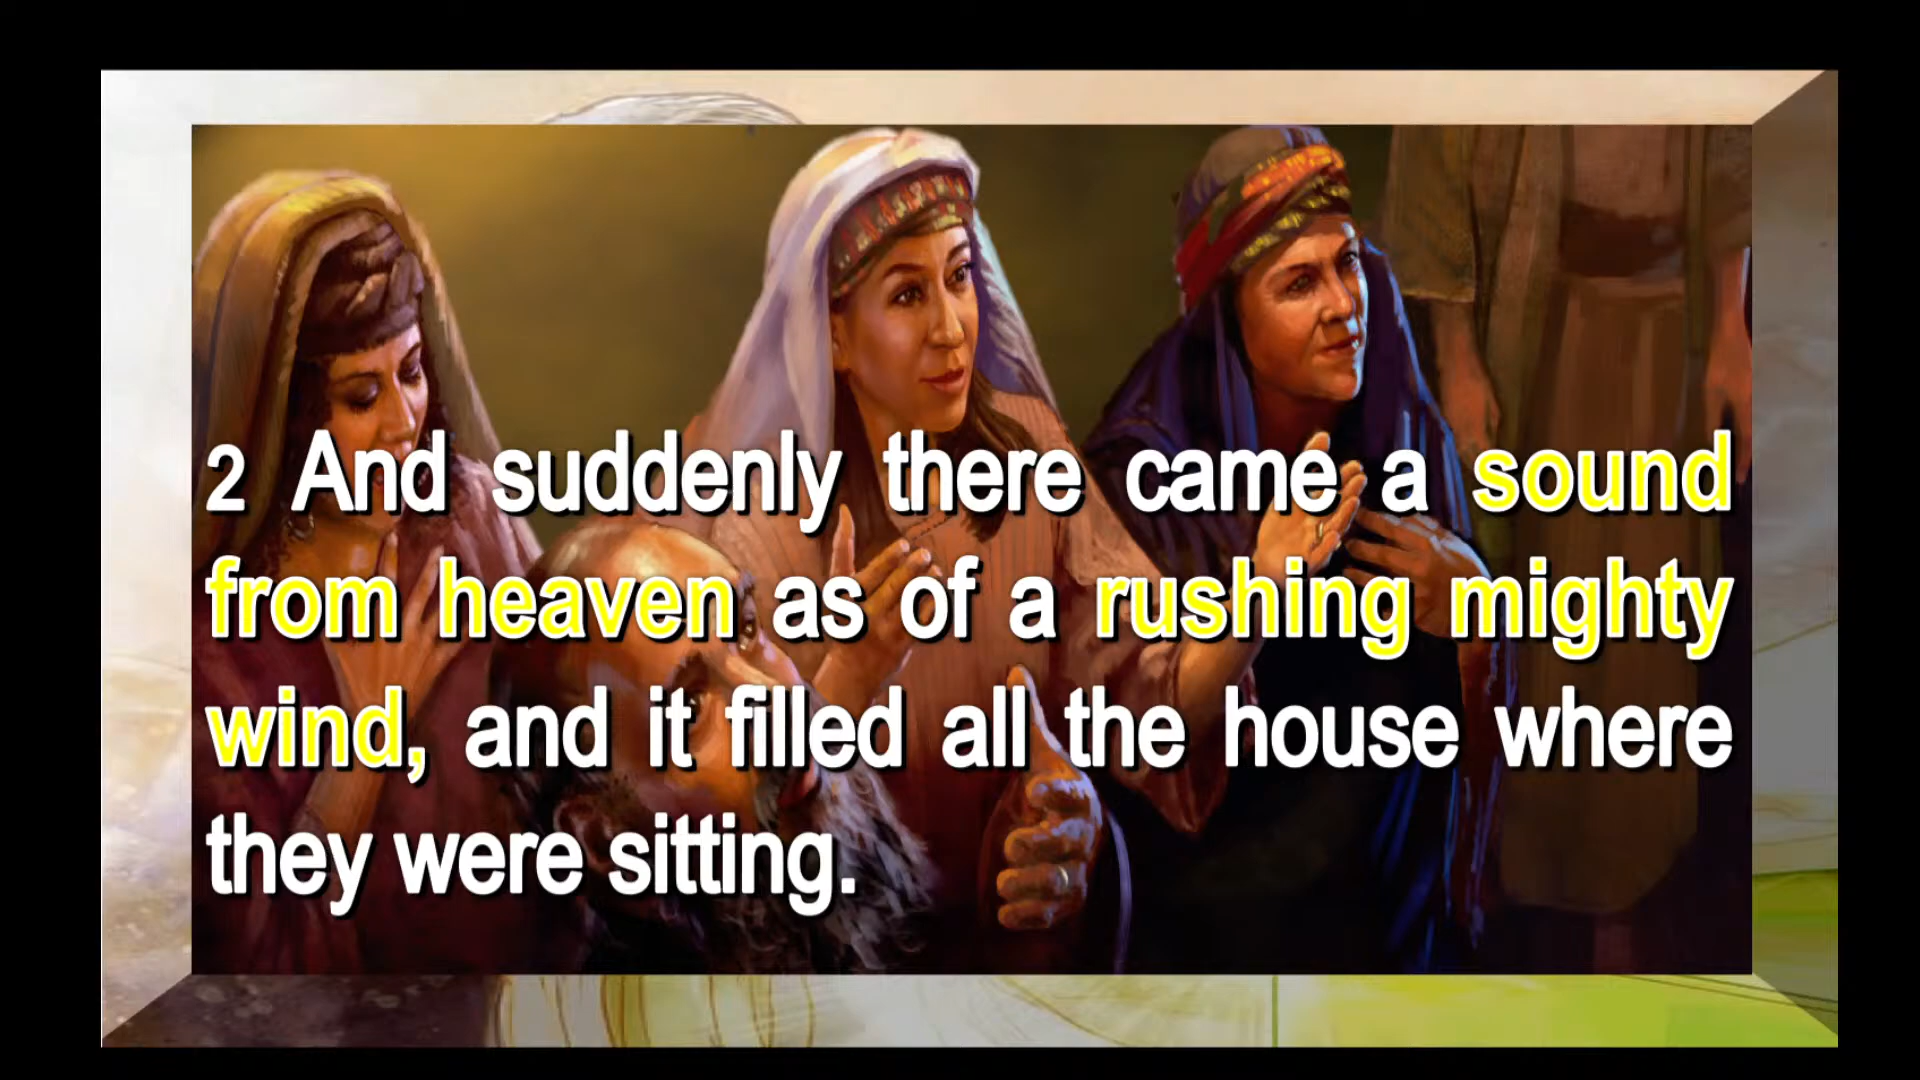 2 And suddenly there came a sound
from heaven as of a rushing mighty
wind, and it filled all the house where
they were sitting.